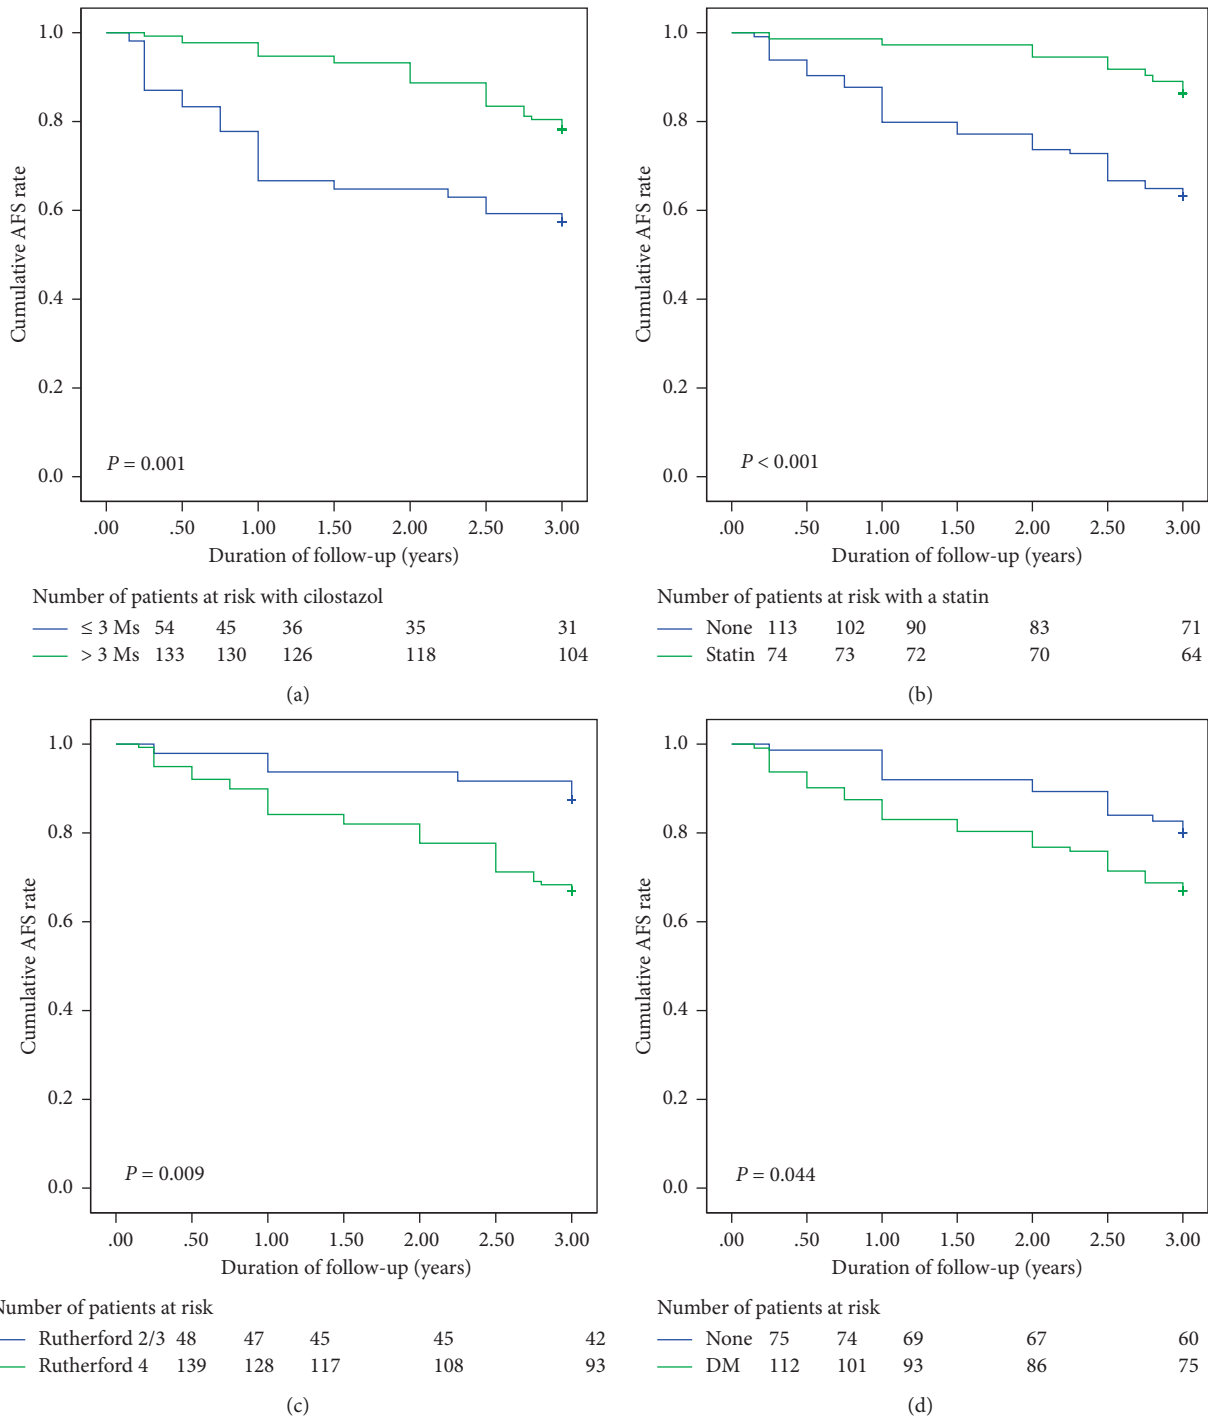 1.0
0.8
0.6
0.4
0.2
0.0
Cumulative AFS rate
P = 0.001
.00 .50 1.00 1.50 2.00 2.50 3.00
Duration of follow-up (years)
Number of patients at risk with cilostazol
≤ 3 Ms 54 45 36 35 31
> 3 Ms 133 130 126 118 104
(a)
1.0
0.8
0.6
0.4
0.2
0.0
Cumulative AFS rate
P < 0.001
.00 .50 1.00 1.50 2.00 2.50 3.00
Duration of follow-up (years)
Number of patients at risk with a statin
None 113 102 90 83 71
Statin 74 73 72 70 64
(b)
1.0
0.8
0.6
0.4
0.2
0.0
Cumulative AFS rate
P = 0.009
.00 .50 1.00 1.50 2.00 2.50 3.00
Duration of follow-up (years)
Number of patients at risk
Rutherford 2/3 48 47 45 45 42
Rutherford 4 139 128 117 108 93
(c)
1.0
0.8
0.6
0.4
0.2
0.0
Cumulative AFS rate
P = 0.044
.00 .50 1.00 1.50 2.00 2.50 3.00
Duration of follow-up (years)
Number of patients at risk
None 75 74 69 67 60
DM 112 101 93 86 75
(d)